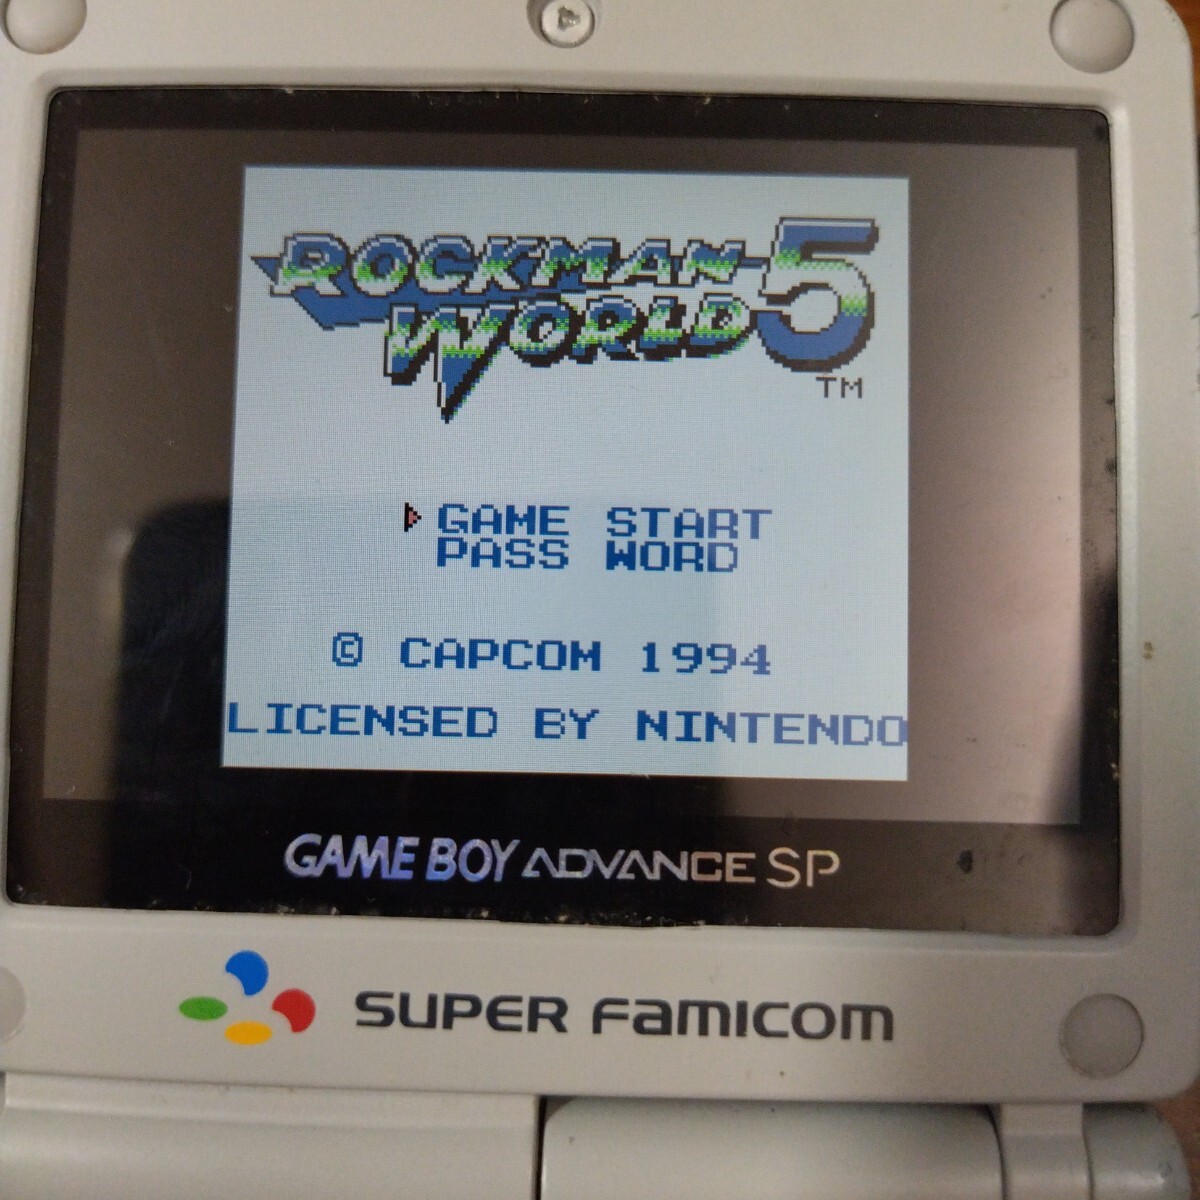 ROCKMAN
WORLD 5
TM
GAME START
PASS WORD
© CAPCOM 1994
LICENSED BY NINTENDO
GAME BOY ADVANCE SP
SUPER FAMICOM